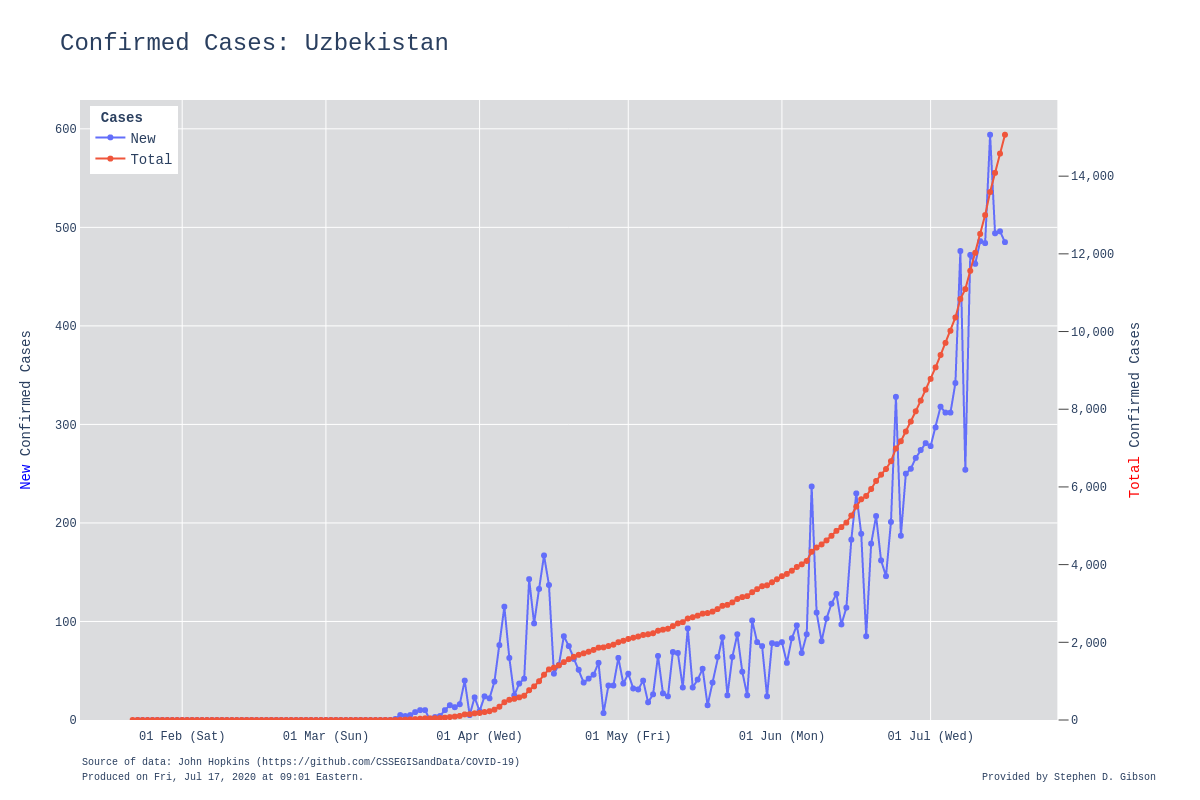 Confirmed Cases: Uzbekistan
Cases
New
Total
600
500
400
300
200
100
0
14,000
12,000
10,000
8,000
6,000
4,000
2,000
0
New Confirmed Cases
Total Confirmed Cases
01 Feb (Sat)
01 Mar (Sun)
01 Apr (Wed)
01 May (Fri)
01 Jun (Mon)
01 Jul (Wed)
Source of data: John Hopkins (https://github.com/CSSEGISandData/COVID-19)
Produced on Fri, Jul 17, 2020 at 09:01 Eastern.
Provided by Stephen D. Gibson